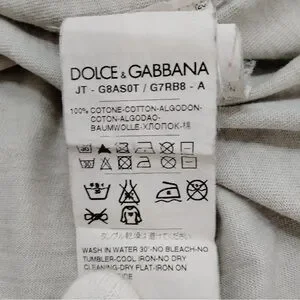 DOLCE & GABBANA
JT - G8AS0T / G7RB8 - A
100% COTONE-COTTON-ALGODON-
COTON-ALGODAO-
BAUMWOLLE-ХЛОПОК-棉
WASH IN WATER 30°-NO BLEACH-NO
TUMBLER-COOL IRON-NO DRY
CLEANING-DRY FLAT-IRON ON